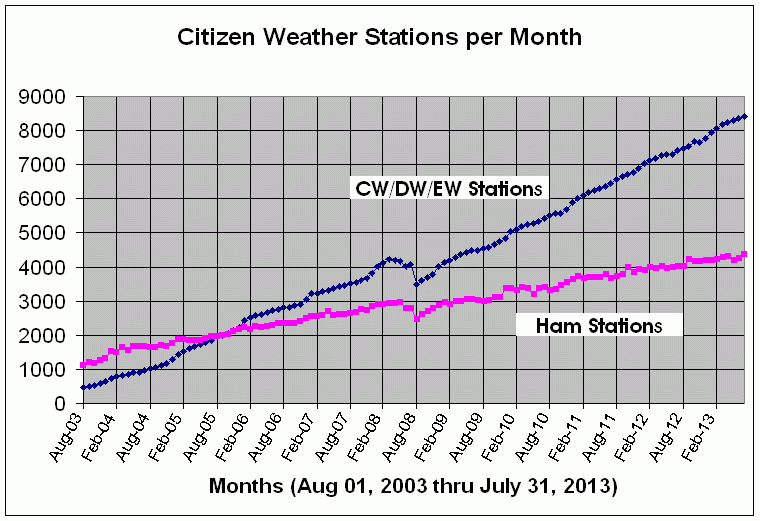 Citizen Weather Stations per Month
9000
8000
7000
6000
5000
4000
3000
2000
1000
0
CW/DW/EW Stations
Ham Stations
Aug-03
Feb-04
Aug-04
Feb-05
Aug-05
Feb-06
Aug-06
Feb-07
Aug-07
Feb-08
Aug-08
Feb-09
Aug-09
Feb-10
Aug-10
Feb-11
Aug-11
Feb-12
Aug-12
Feb-13
Months (Aug 01, 2003 thru July 31, 2013)